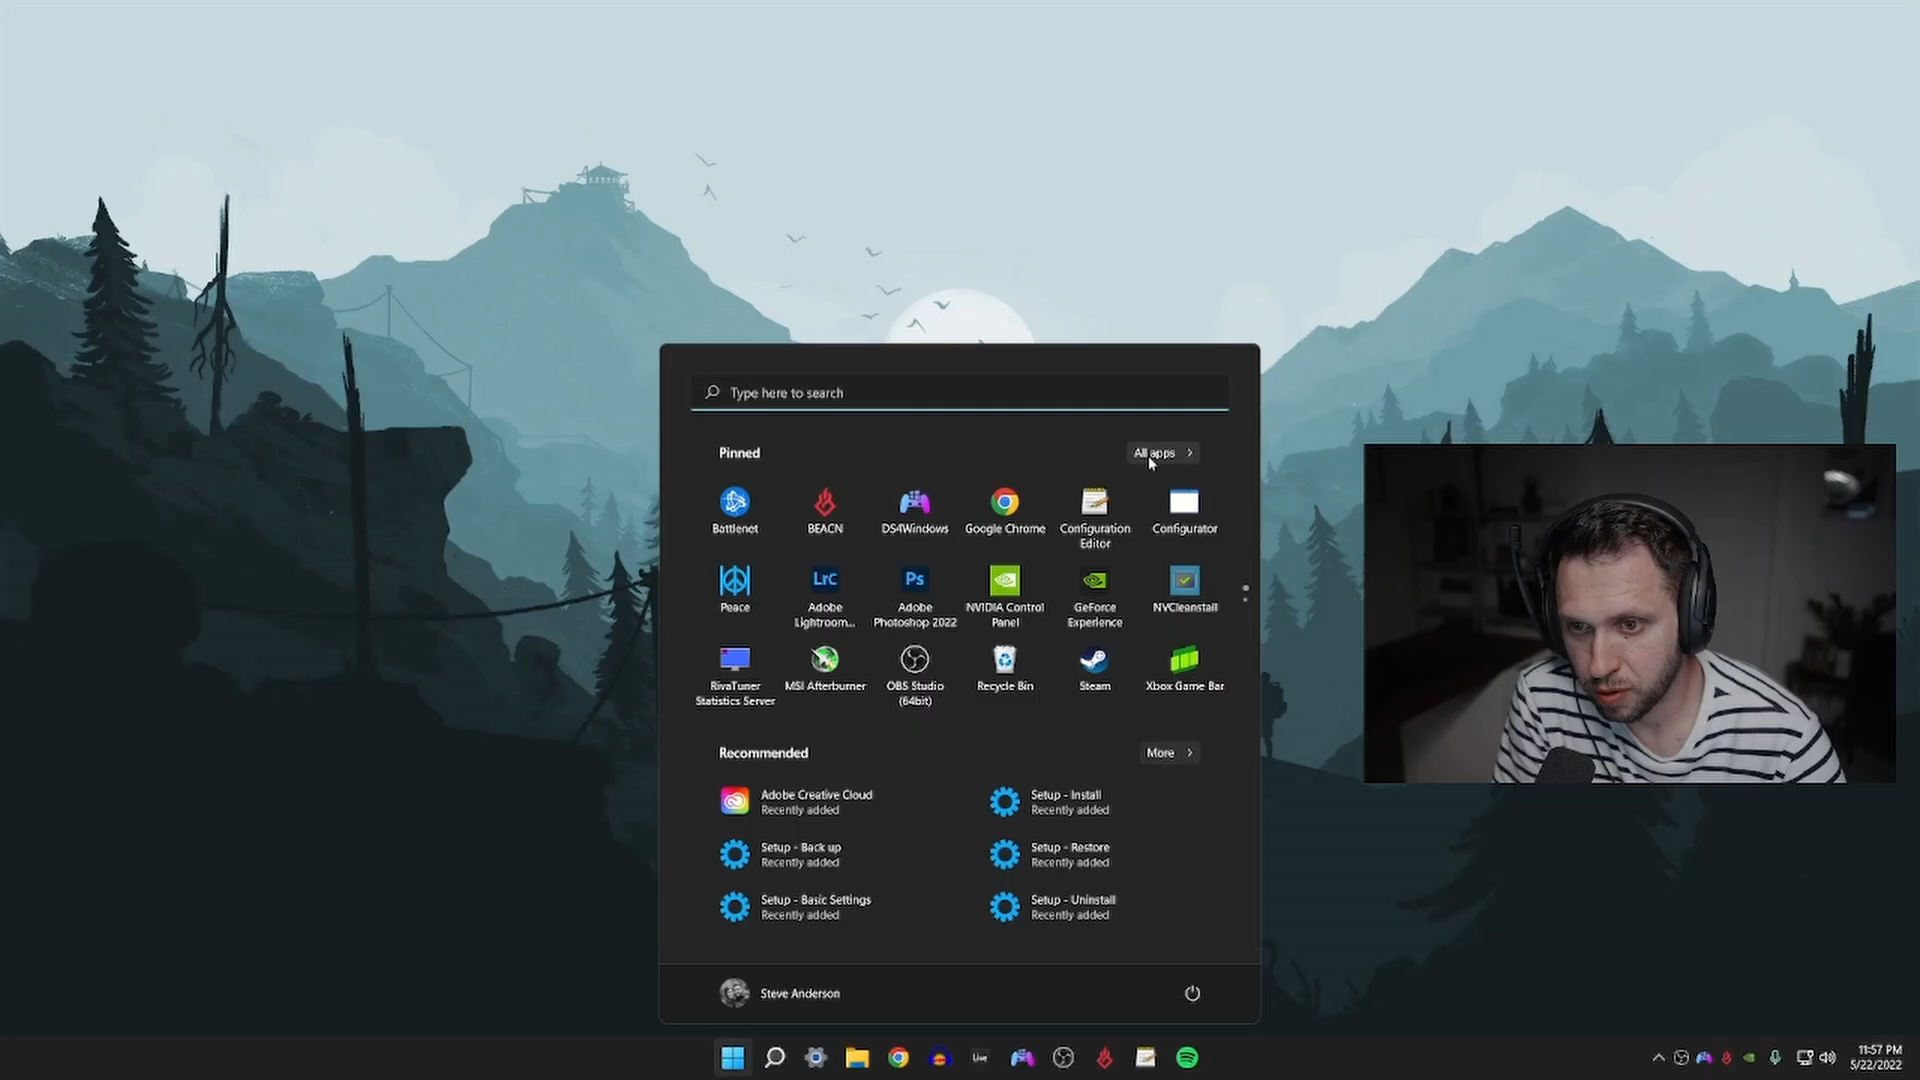 Type here to search
Pinned
All apps
Battlenet
BEACN
DS4Windows
Google Chrome
Configuration
Editor
Configurator
Peace
LrC
Adobe
Lightroom...
Ps
Adobe
Photoshop 2022
NVIDIA Control
Panel
GeForce
Experience
NVCleanstall
RivaTuner
Statistics Server
MSI Afterburner
OBS Studio
(64bit)
Recycle Bin
Steam
Xbox Game Bar
Recommended
More
Adobe Creative Cloud
Recently added
Setup - Install
Recently added
Setup - Back up
Recently added
Setup - Restore
Recently added
Setup - Basic Settings
Recently added
Setup - Uninstall
Recently added
Steve Anderson
Live
11:57 PM
5/22/2022